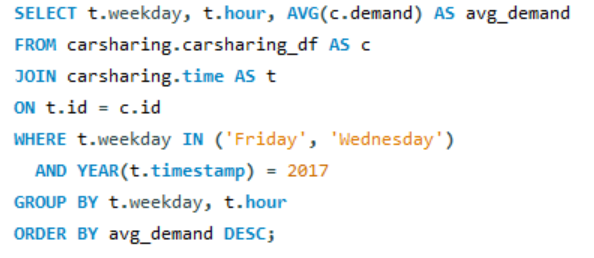 SELECT t.weekday, t.hour, AVG(c.demand) AS avg_demand
FROM carsharing.carsharing_df AS c
JOIN carsharing.time AS t
ON t.id = c.id
WHERE t.weekday IN ('Friday', 'Wednesday')
AND YEAR(t.timestamp) = 2017
GROUP BY t.weekday, t.hour
ORDER BY avg_demand DESC;